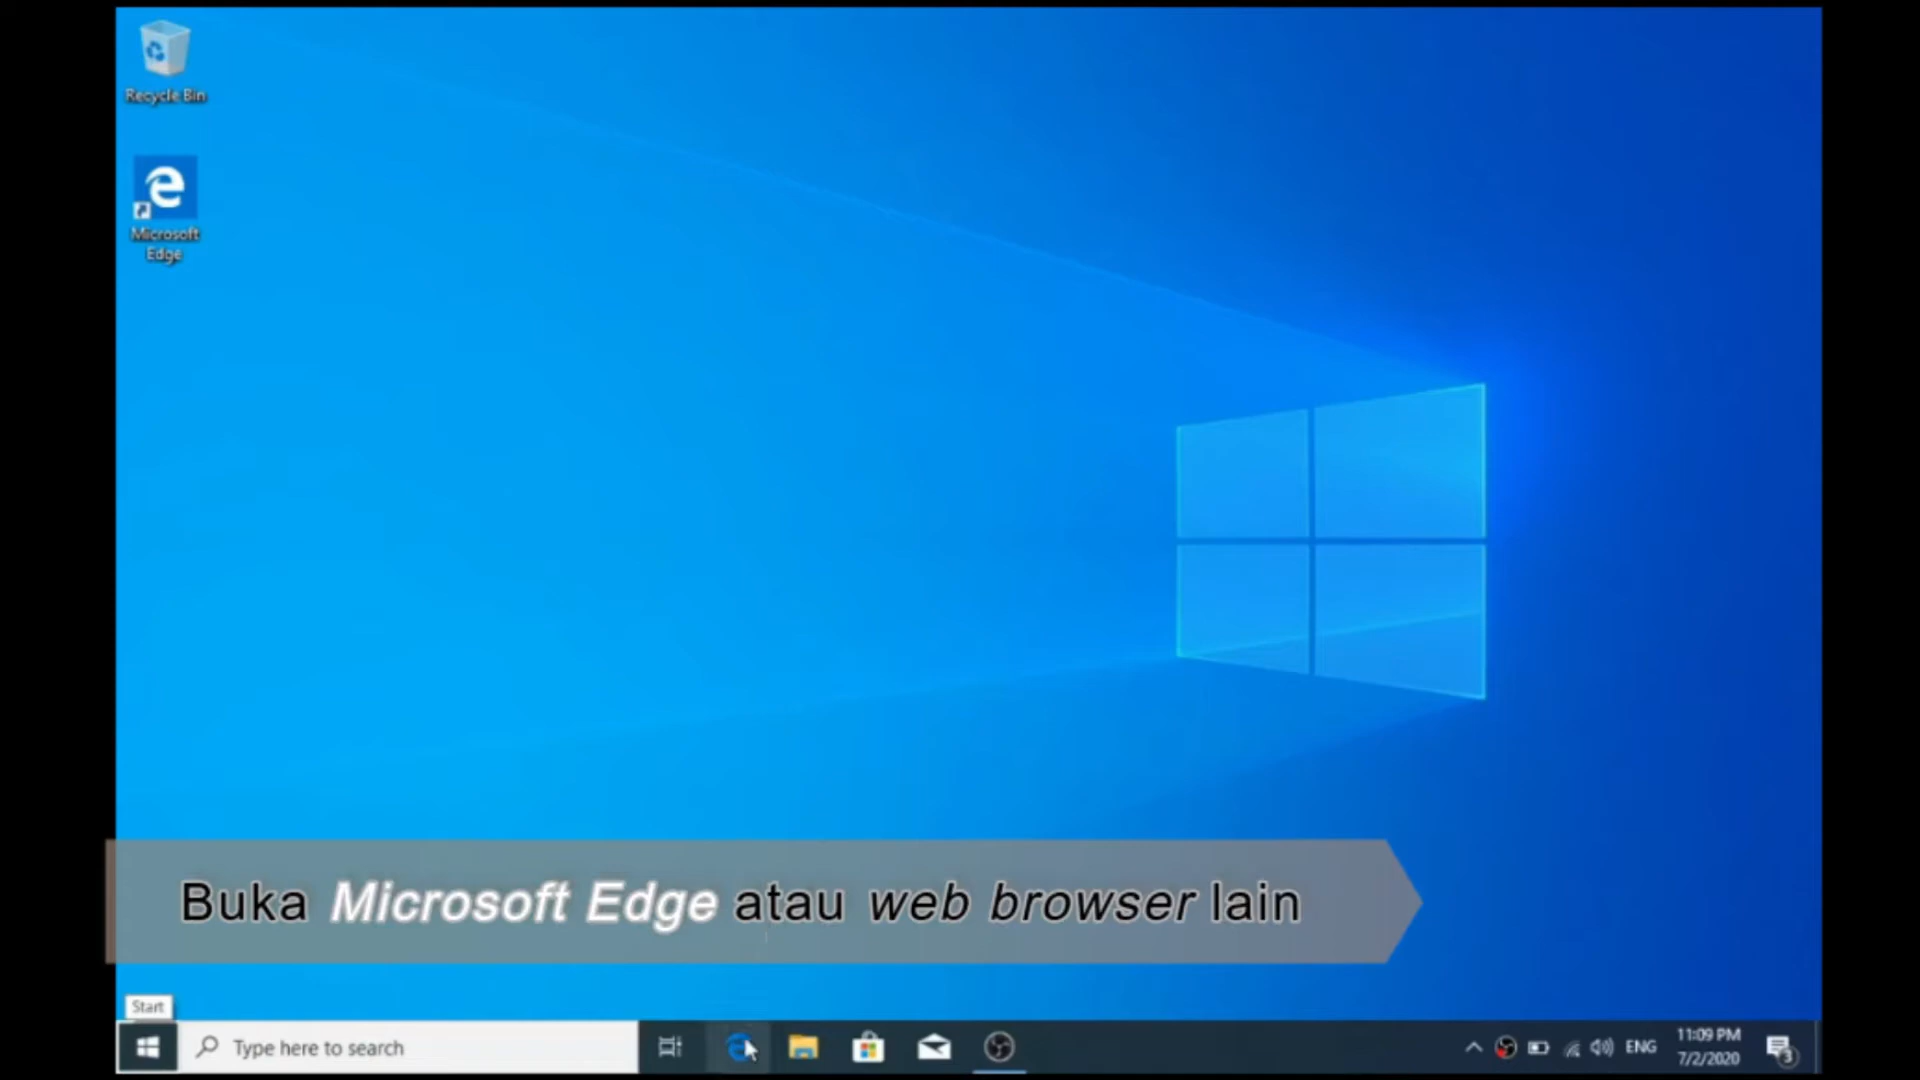 Recycle Bin
Microsoft
Edge
Buka Microsoft Edge atau web browser lain
Start
Type here to search
ENG
11:09 PM
7/2/2020
3